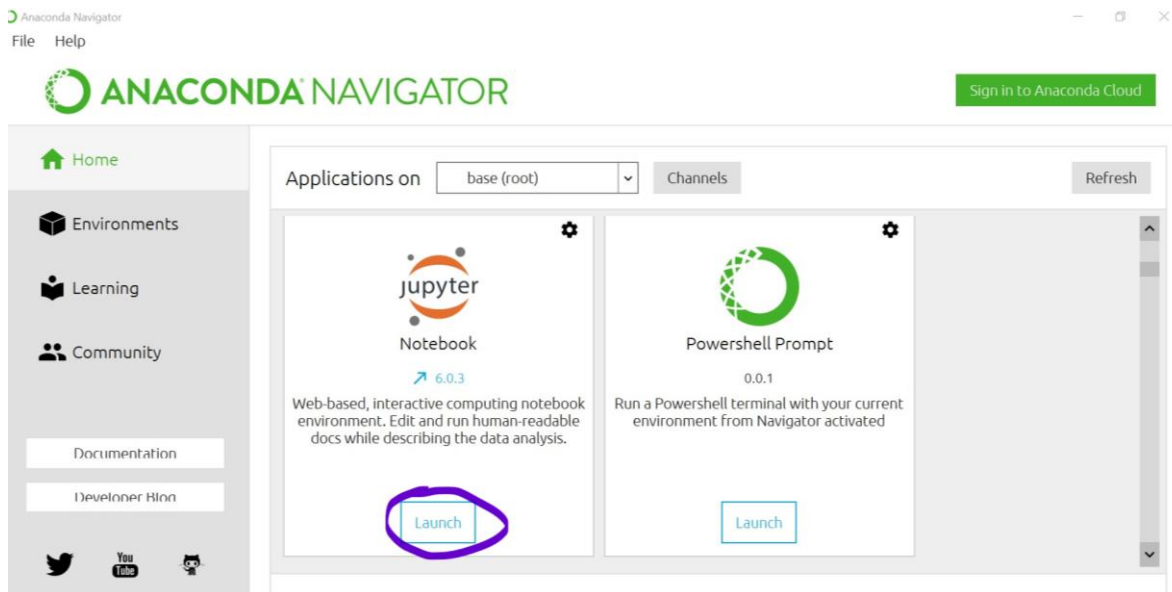 Anaconda Navigator
File Help
ANACONDA NAVIGATOR
Sign in to Anaconda Cloud
Home
Environments
Learning
Community
Documentation
Developer Blog
You
Tube
Applications on base (root) Channels Refresh
jupyter
Notebook
6.0.3
Web-based, interactive computing notebook
environment. Edit and run human-readable
docs while describing the data analysis.
Launch
Powershell Prompt
0.0.1
Run a Powershell terminal with your current
environment from Navigator activated
Launch